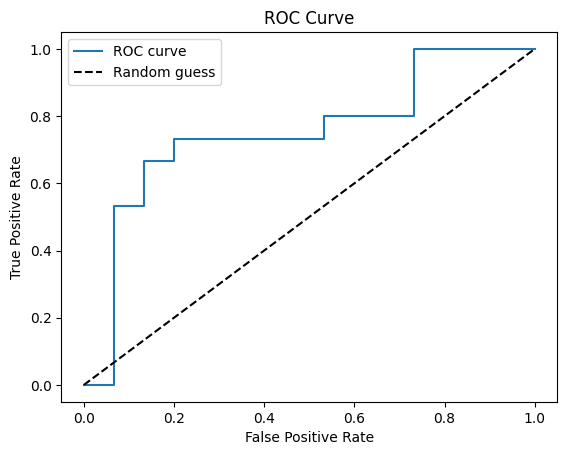 ROC Curve
ROC curve
Random guess
1.0
0.8
0.6
0.4
0.2
0.0
True Positive Rate
0.0 0.2 0.4 0.6 0.8 1.0
False Positive Rate